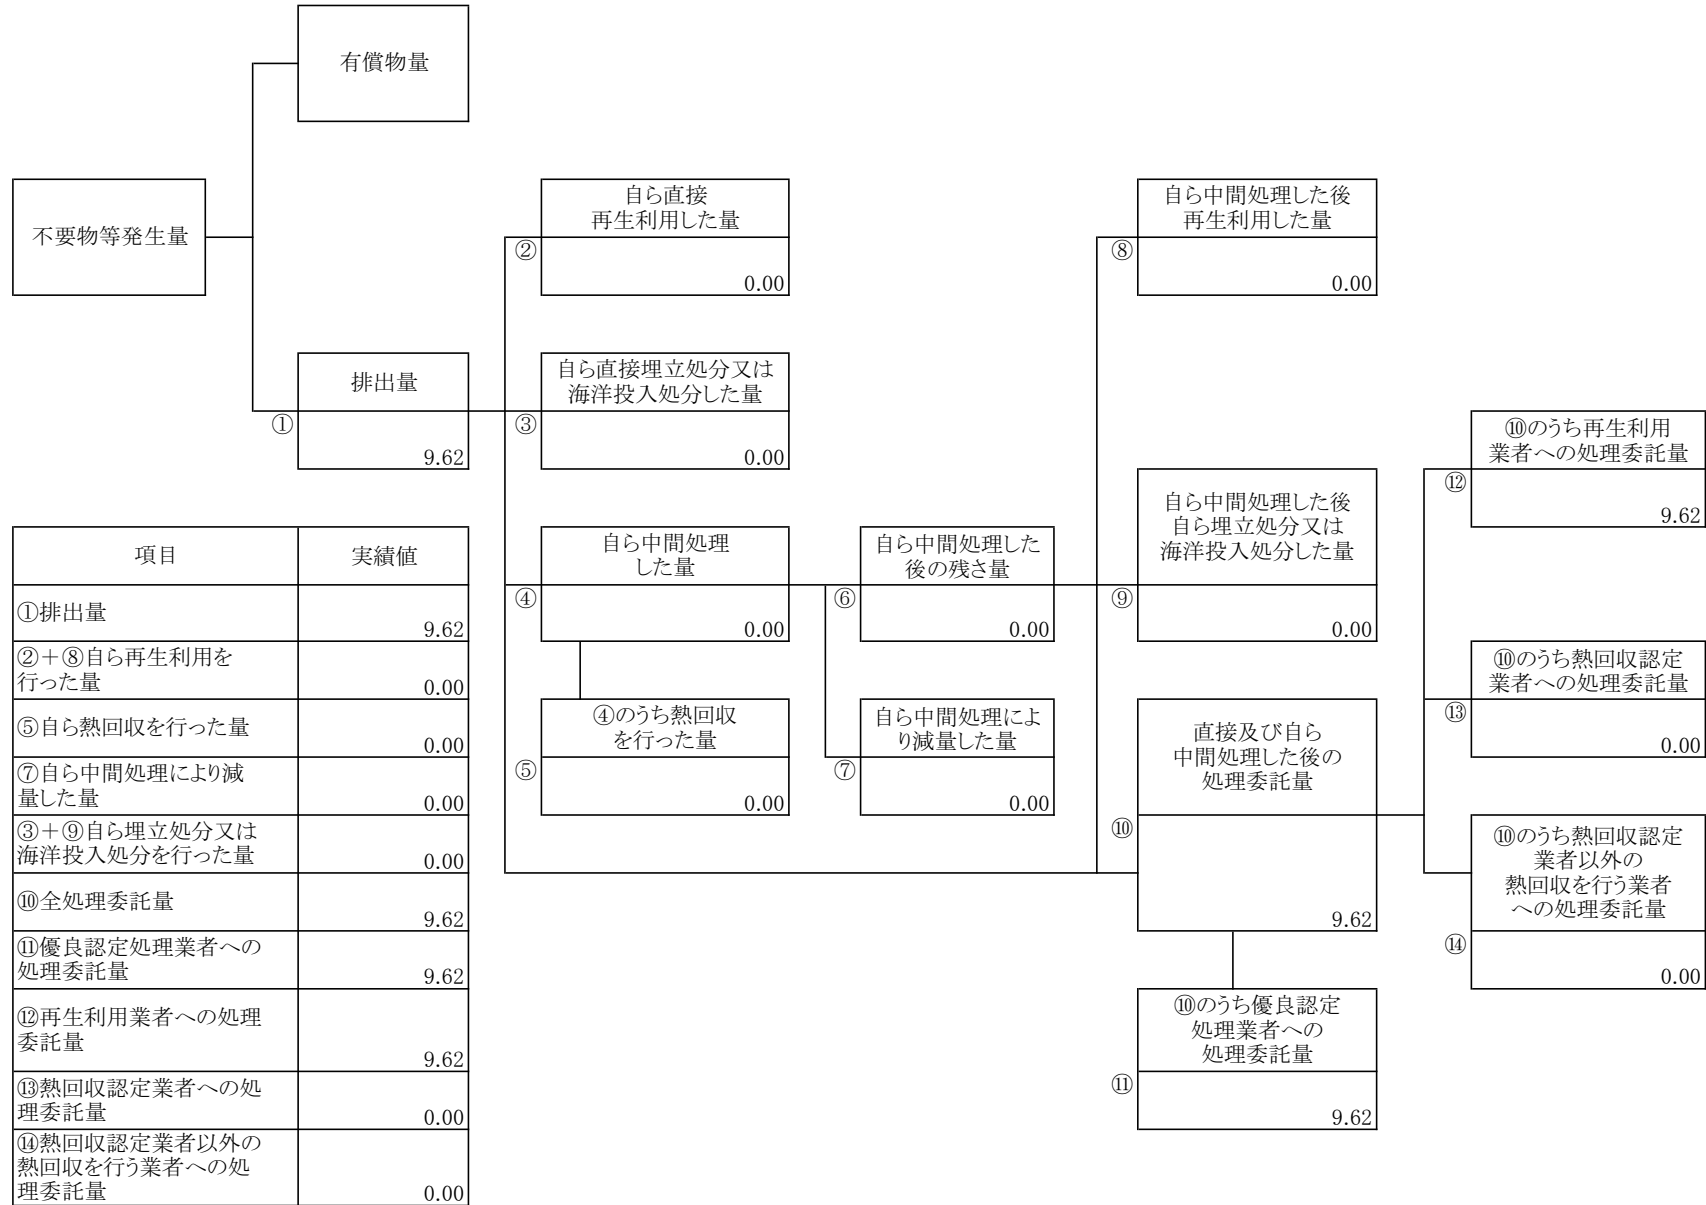 有償物量
不要物等発生量
自ら直接
再生利用した量
②
0.00
自ら中間処理した後
再生利用した量
⑧
0.00
排出量
①
9.62
自ら直接埋立処分又は
海洋投入処分した量
③
0.00
⑩のうち再生利用
業者への処理委託量
⑫
9.62
自ら中間処理した後
自ら埋立処分又は
海洋投入処分した量
⑨
0.00
自ら中間処理
した量
④
0.00
自ら中間処理した
後の残さ量
⑥
0.00
⑩のうち熱回収認定
業者への処理委託量
⑬
0.00
④のうち熱回収
を行った量
⑤
0.00
自ら中間処理によ
り減量した量
⑦
0.00
直接及び自ら
中間処理した後の
処理委託量
⑩
9.62
⑩のうち熱回収認定
業者以外の
熱回収を行う業者
への処理委託量
⑭
0.00
⑩のうち優良認定
処理業者への
処理委託量
⑪
9.62
項目 実績値
①排出量
9.62
②+⑧自ら再生利用を
行った量
0.00
⑤自ら熱回収を行った量
0.00
⑦自ら中間処理により減
量した量
0.00
③+⑨自ら埋立処分又は
海洋投入処分を行った量
0.00
⑩全処理委託量
9.62
⑪優良認定処理業者への
処理委託量
9.62
⑫再生利用業者への処理
委託量
9.62
⑬熱回収認定業者への処
理委託量
0.00
⑭熱回収認定業者以外の
熱回収を行う業者への処
理委託量
0.00